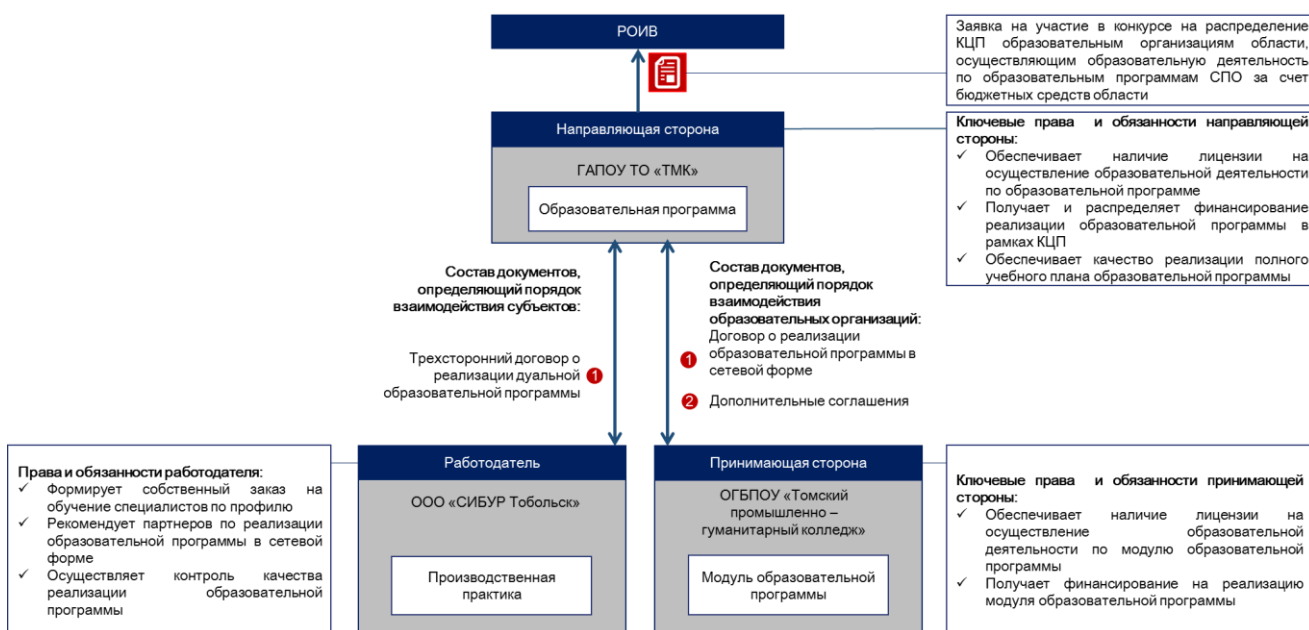 РОИВ
Заявка на участие в конкурсе на распределение
КЦП образовательным организациям области,
осуществляющим образовательную деятельность
по образовательным программам СПО за счет
бюджетных средств области
Направляющая сторона
ГАПОУ ТО «ТМК»
Образовательная программа
Ключевые права и обязанности направляющей
стороны:
✓ Обеспечивает наличие лицензии на
осуществление образовательной деятельности
по образовательной программе
✓ Получает и распределяет финансирование
реализации образовательной программы в
рамках КЦП
✓ Обеспечивает качество реализации полного
учебного плана образовательной программы
Состав документов,
определяющий порядок
взаимодействия субъектов:
Трехсторонний договор о
реализации дуальной 1
образовательной программы
Состав документов,
определяющий порядок
взаимодействия
образовательных организаций:
Договор о реализации
1 образовательной программы в
сетевой форме
2 Дополнительные соглашения
Права и обязанности работодателя:
✓ Формирует собственный заказ на
обучение специалистов по профилю
✓ Рекомендует партнеров по реализации
образовательной программы в сетевой
форме
✓ Осуществляет контроль качества
реализации образовательной
программы
Работодатель
ООО «СИБУР Тобольск»
Производственная
практика
Принимающая сторона
ОГБПОУ «Томский
промышленно –
гуманитарный колледж»
Модуль образовательной
программы
Ключевые права и обязанности принимающей
стороны:
✓ Обеспечивает наличие лицензии на
осуществление образовательной
деятельности по модулю образовательной
программы
✓ Получает финансирование на реализацию
модуля образовательной программы